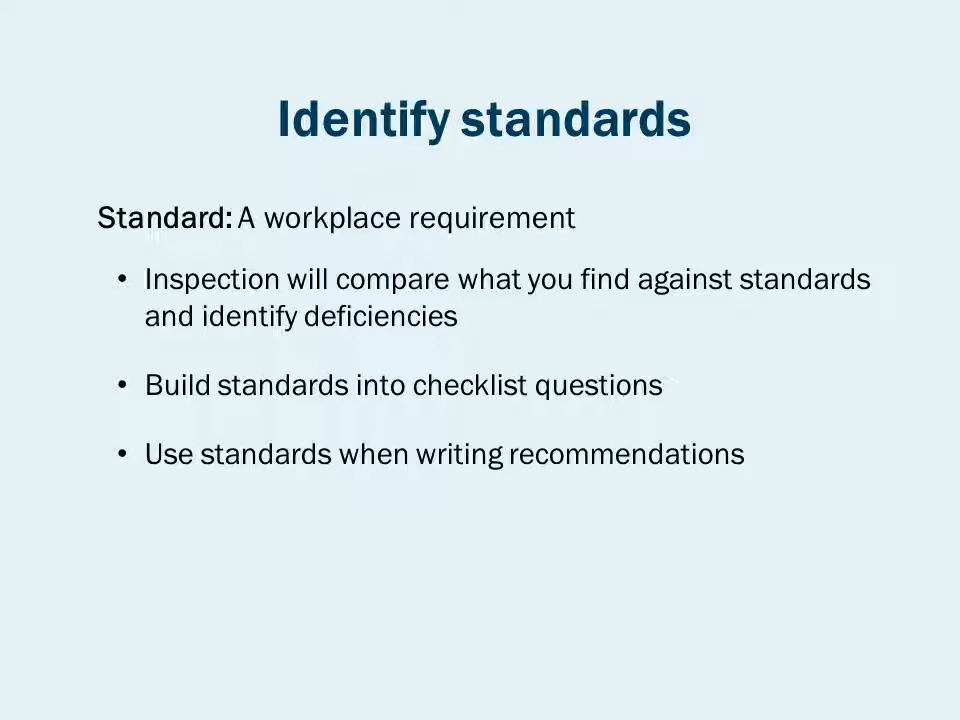 Identify standards
Standard: A workplace requirement
• Inspection will compare what you find against standards
and identify deficiencies
• Build standards into checklist questions
• Use standards when writing recommendations